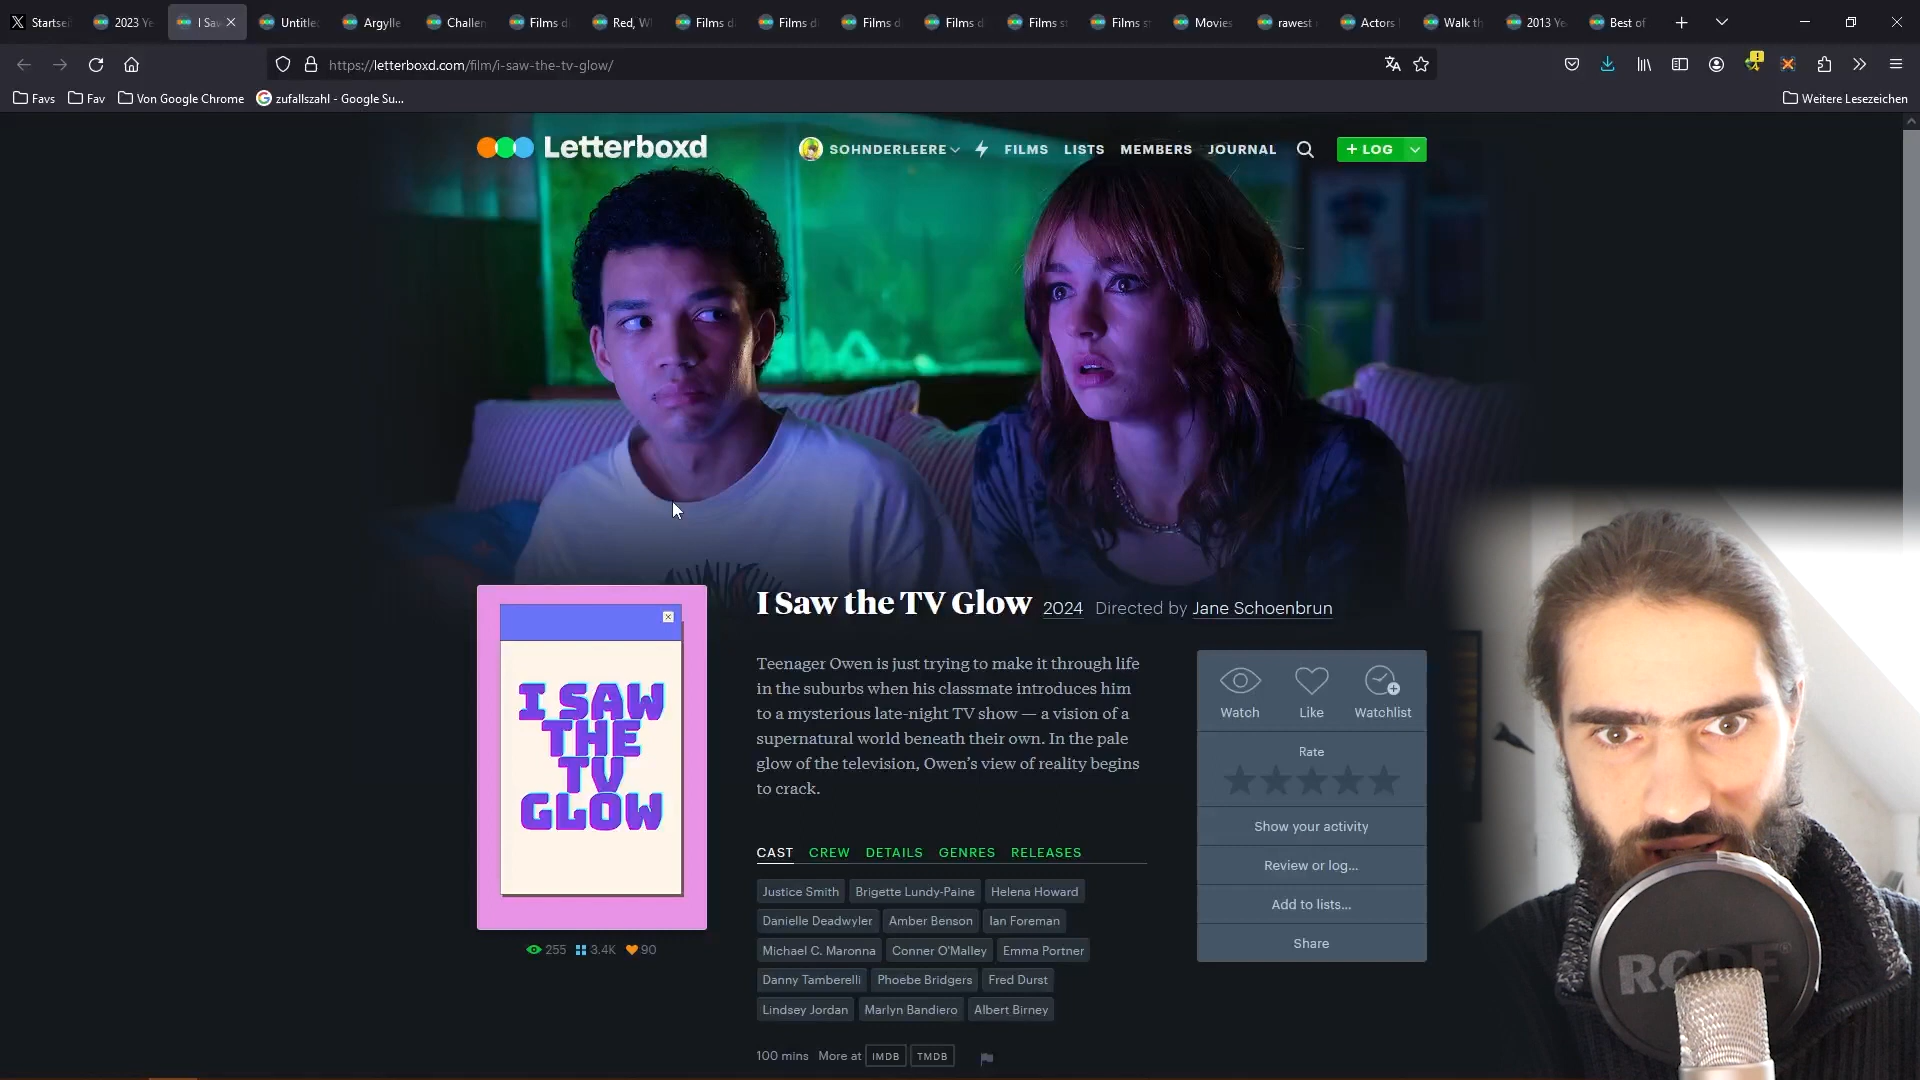 Startsei
2023 Ye
I Sav
Untitled
Argylle
Challen
Films d
Red, W
Films d
Films d
Films d
Films d
Films st
Films st
Movies
rawest
Actors
Walk th
2013 Ye
Best of
https://letterboxd.com/film/i-saw-the-tv-glow/
Favs
Fav
Von Google Chrome
zufallszahl - Google Su...
Weitere Lesezeichen
Letterboxd
SOHNDERLEERE
FILMS
LISTS
MEMBERS
JOURNAL
+ LOG
I Saw the TV Glow 2024 Directed by Jane Schoenbrun
I SAW
THE
TV
GLOW
Teenager Owen is just trying to make it through life
in the suburbs when his classmate introduces him
to a mysterious late-night TV show — a vision of a
supernatural world beneath their own. In the pale
glow of the television, Owen's view of reality begins
to crack.
Watch
Like
Watchlist
Rate
Show your activity
Review or log...
Add to lists...
Share
CAST CREW DETAILS GENRES RELEASES
Justice Smith Brigette Lundy-Paine Helena Howard
Danielle Deadwyler Amber Benson Ian Foreman
Michael C. Maronna Conner O'Malley Emma Portner
Danny Tamberelli Phoebe Bridgers Fred Durst
Lindsey Jordan Marlyn Bandiero Albert Birney
255 3.4K 90
100 mins More at IMDB TMDB
RØDE